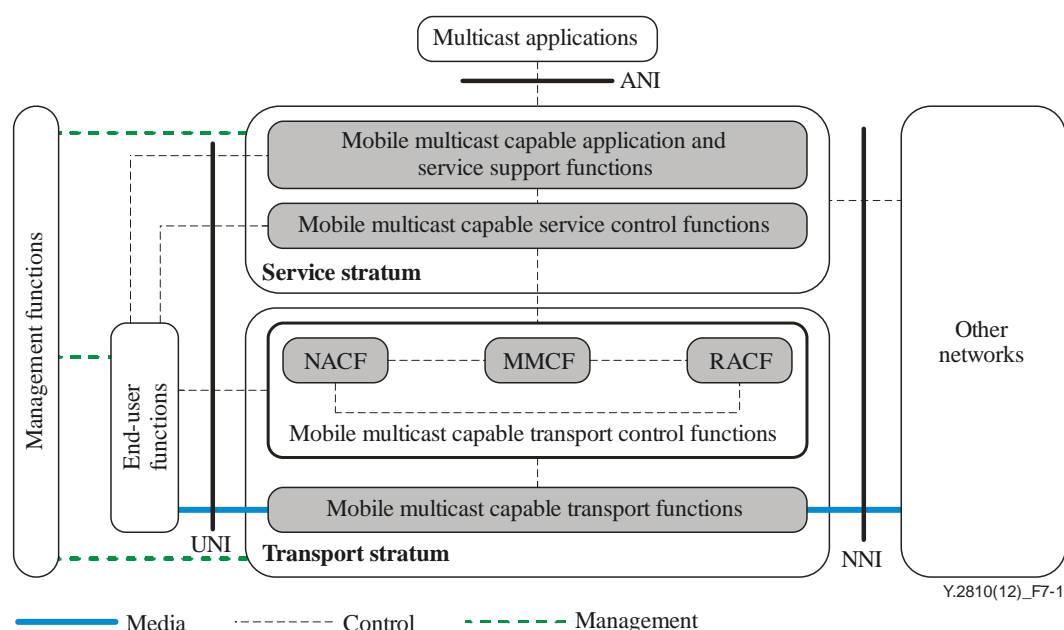 Multicast applications
ANI
Mobile multicast capable application and
service support functions
Mobile multicast capable service control functions
Service stratum
Management functions
End-user
functions
NACF
MMCF
RACF
Mobile multicast capable transport control functions
Mobile multicast capable transport functions
Transport stratum
UNI
NNI
Other
networks
Y.2810(12)_F7-1
Media
Control
Management